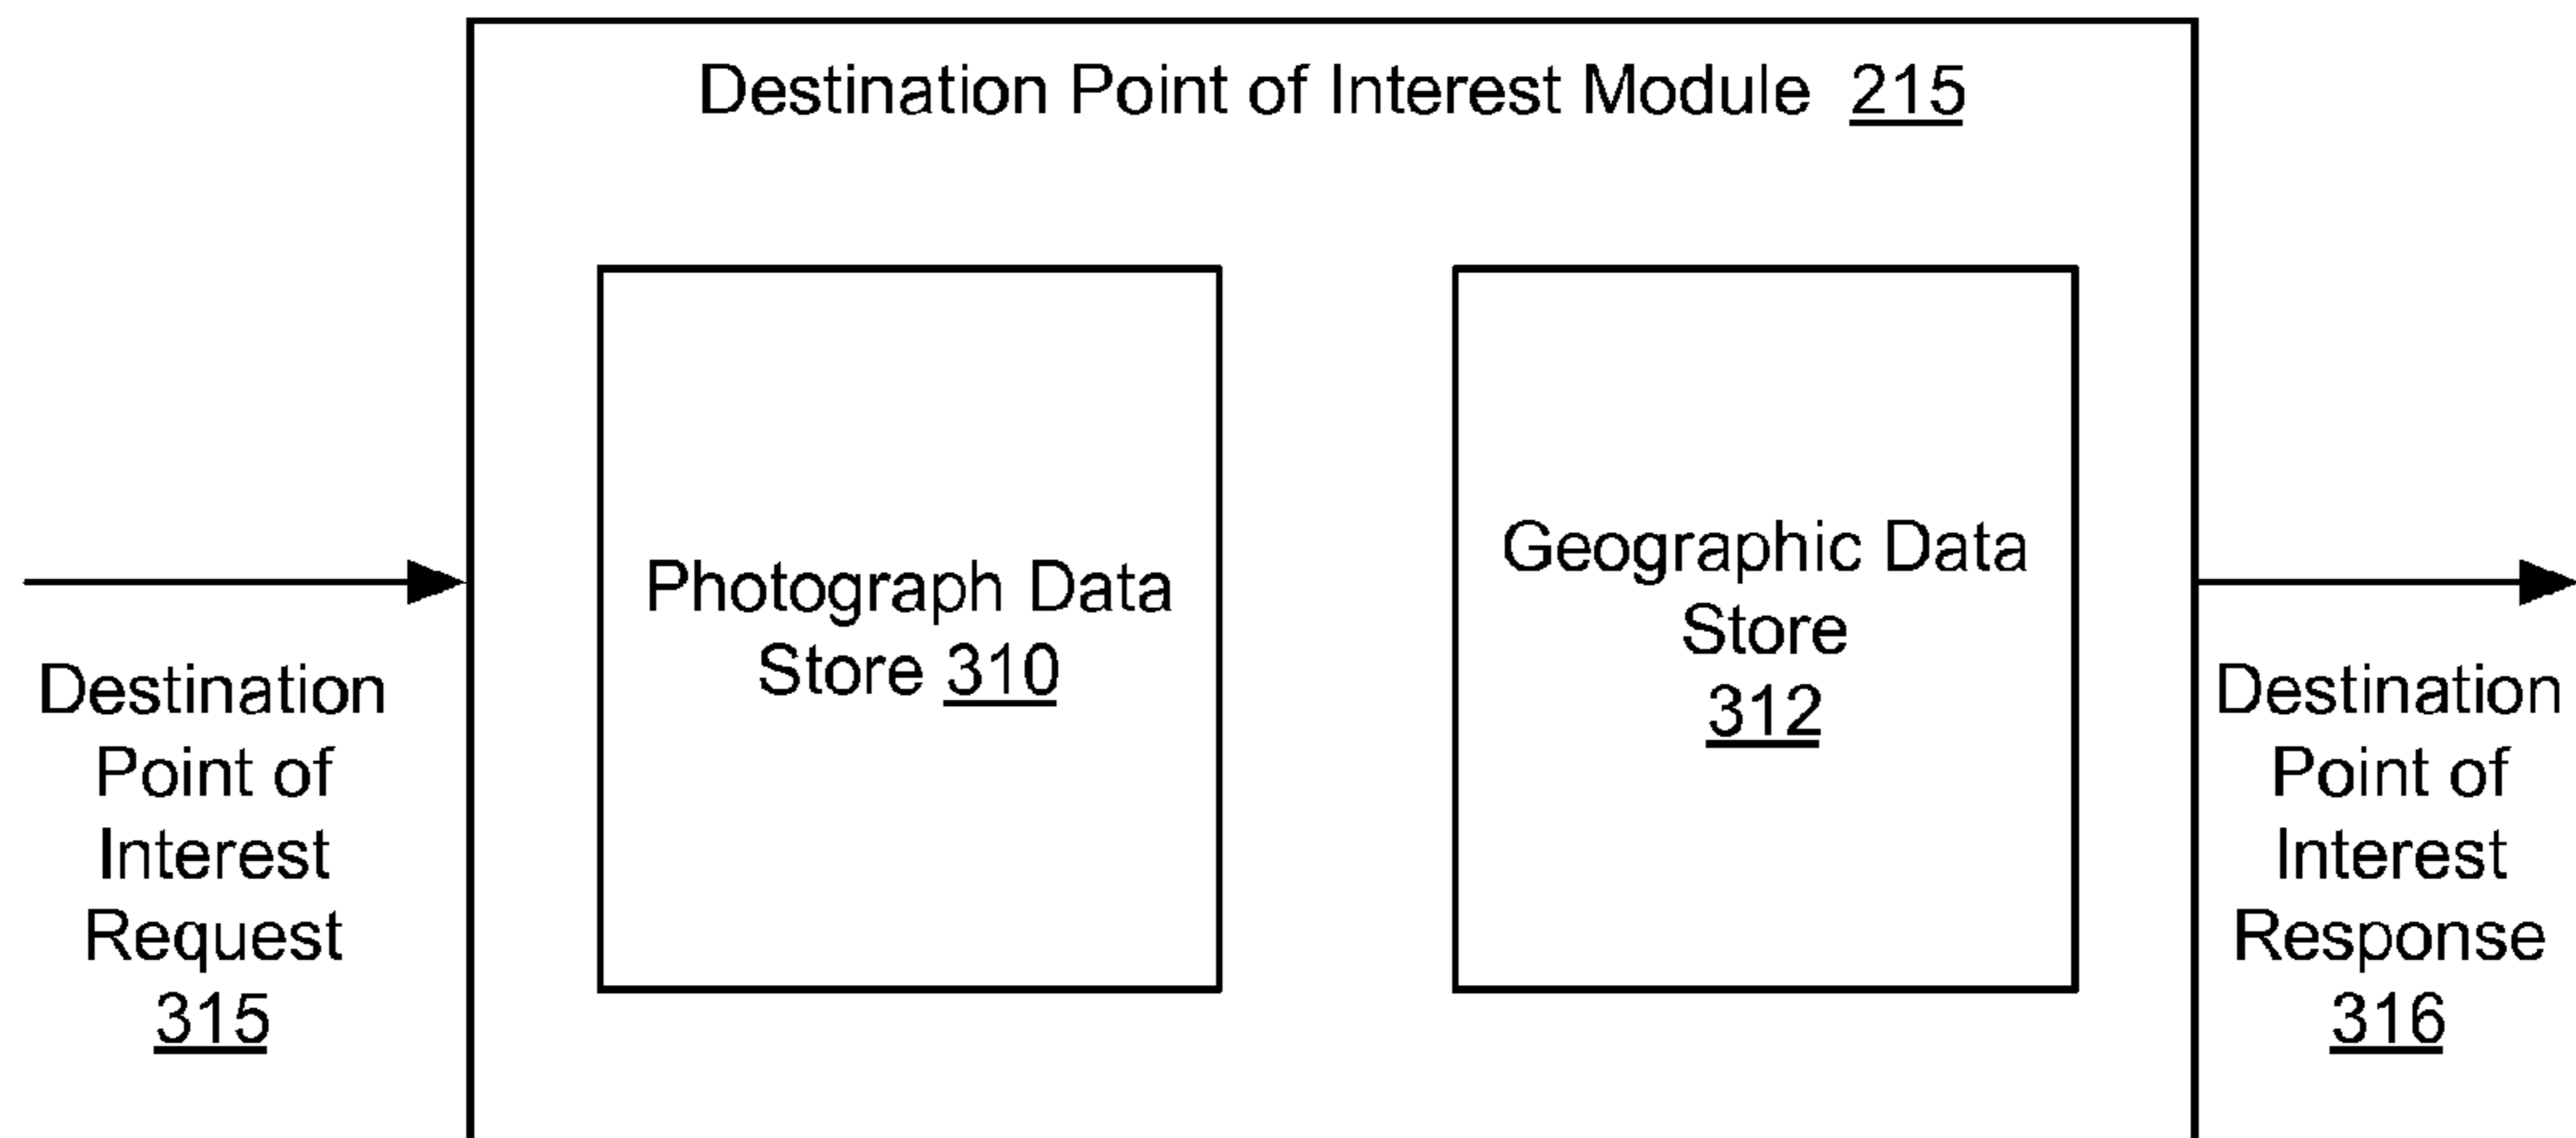 Destination Point of Interest Module 215
Photograph Data
Store 310
Geographic Data
Store
312
Destination
Point of
Interest
Request
315
Destination
Point of
Interest
Response
316